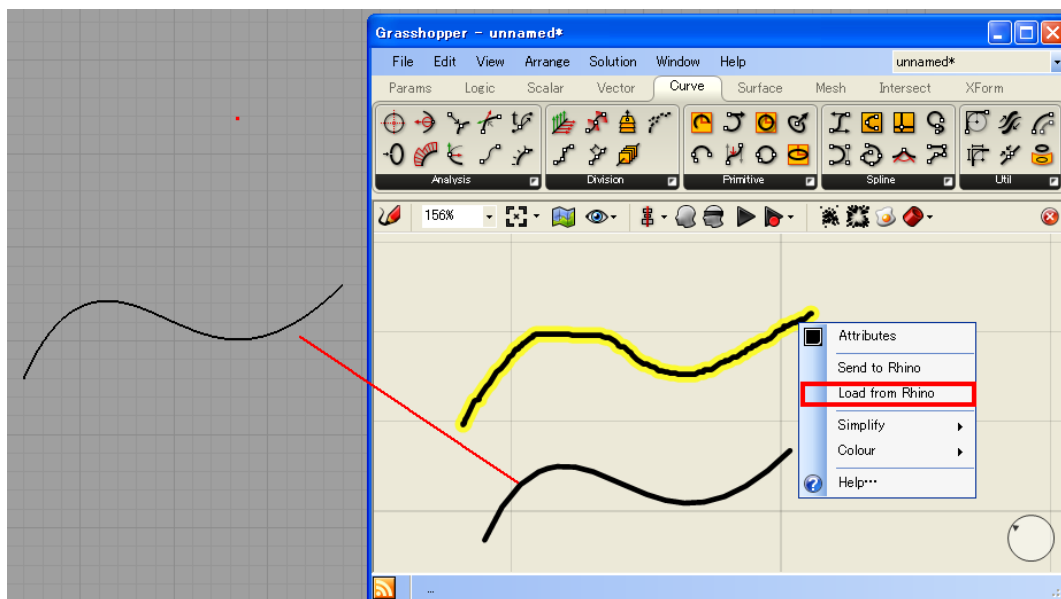 Grasshopper - unnamed*
File Edit View Arrange Solution Window Help unnamed*
Params Logic Scalar Vector Curve Surface Mesh Intersect XForm
Analysis Division Primitive Spline Util
156%
Attributes
Send to Rhino
Load from Rhino
Simplify
Colour
Help…
...